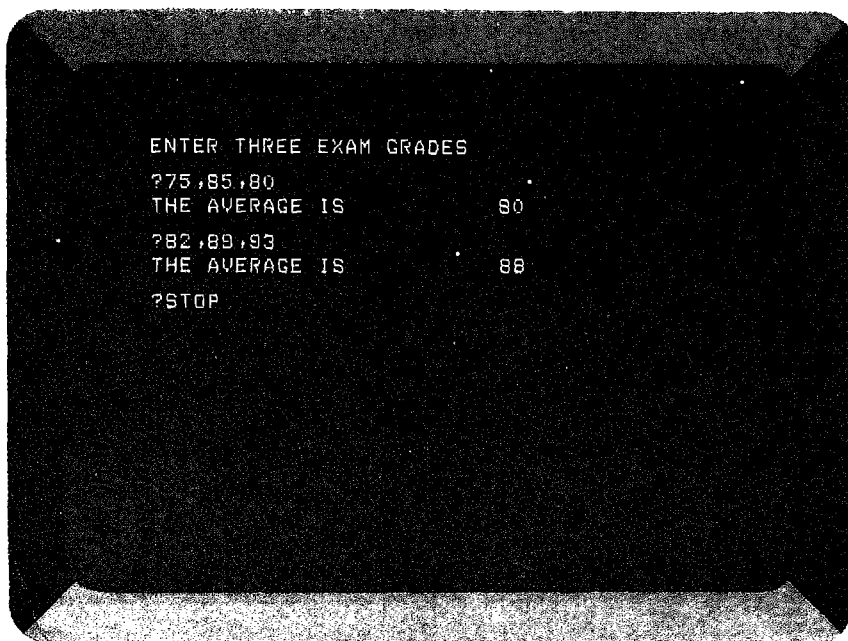 ENTER THREE EXAM GRADES
?75,85,80
THE AVERAGE IS 80
?82,89,93
THE AVERAGE IS 88
?STOP